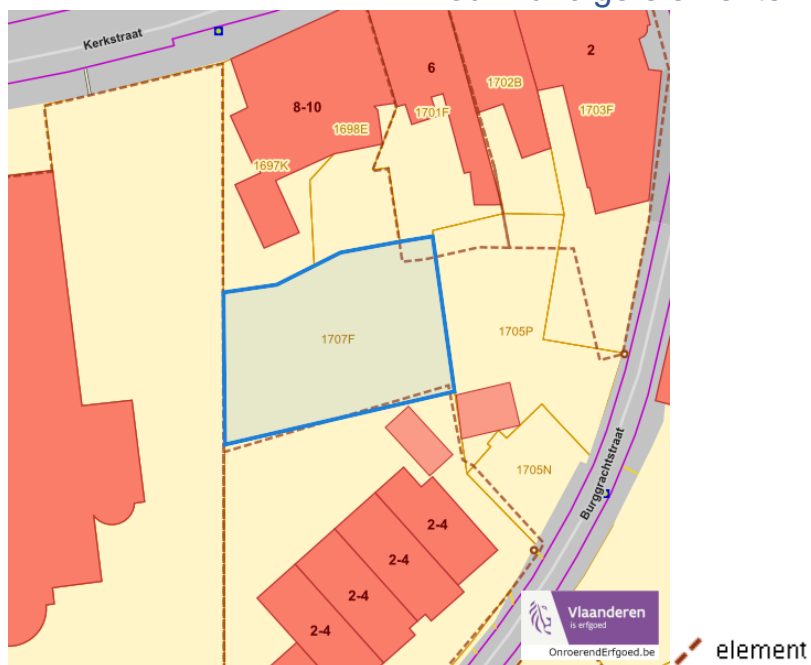 Kerkstraat
8-10
6
2
1702B
1701F
1703F
1698E
1697K
1707F
1705P
1705N
Burggrachtstraat
2-4
2-4
2-4
2-4
Vlaanderen
is erfgoed
OnroerendErfgoed.be
element